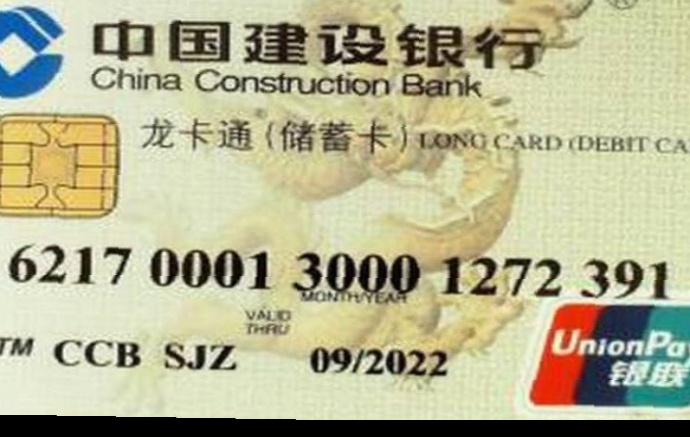 中国建设银行
China Construction Bank
龙卡通(储蓄卡) LONG CARD (DEBIT CA
6217 0001 3000 1272 391
MONTH/YEAR
VALID
THRU
TM CCB SJZ 09/2022
UnionPay
银联